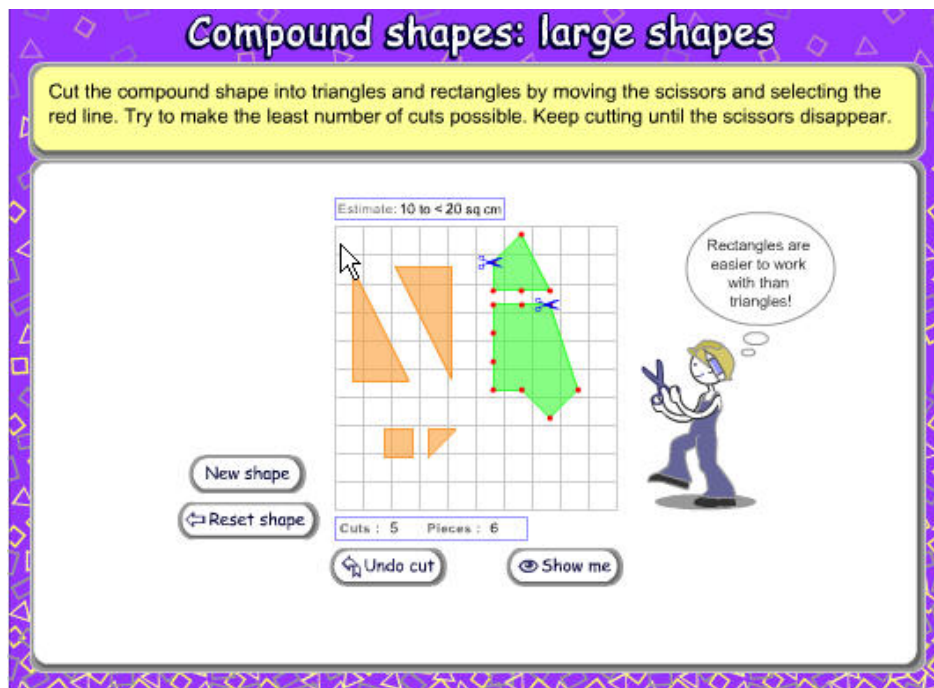 Compound shapes: large shapes
Cut the compound shape into triangles and rectangles by moving the scissors and selecting the
red line. Try to make the least number of cuts possible. Keep cutting until the scissors disappear.
Estimate: 10 to < 20 sq cm
Rectangles are
easier to work
with than
triangles!
New shape
Reset shape
Cuts : 5 Pieces : 6
Undo cut
Show me